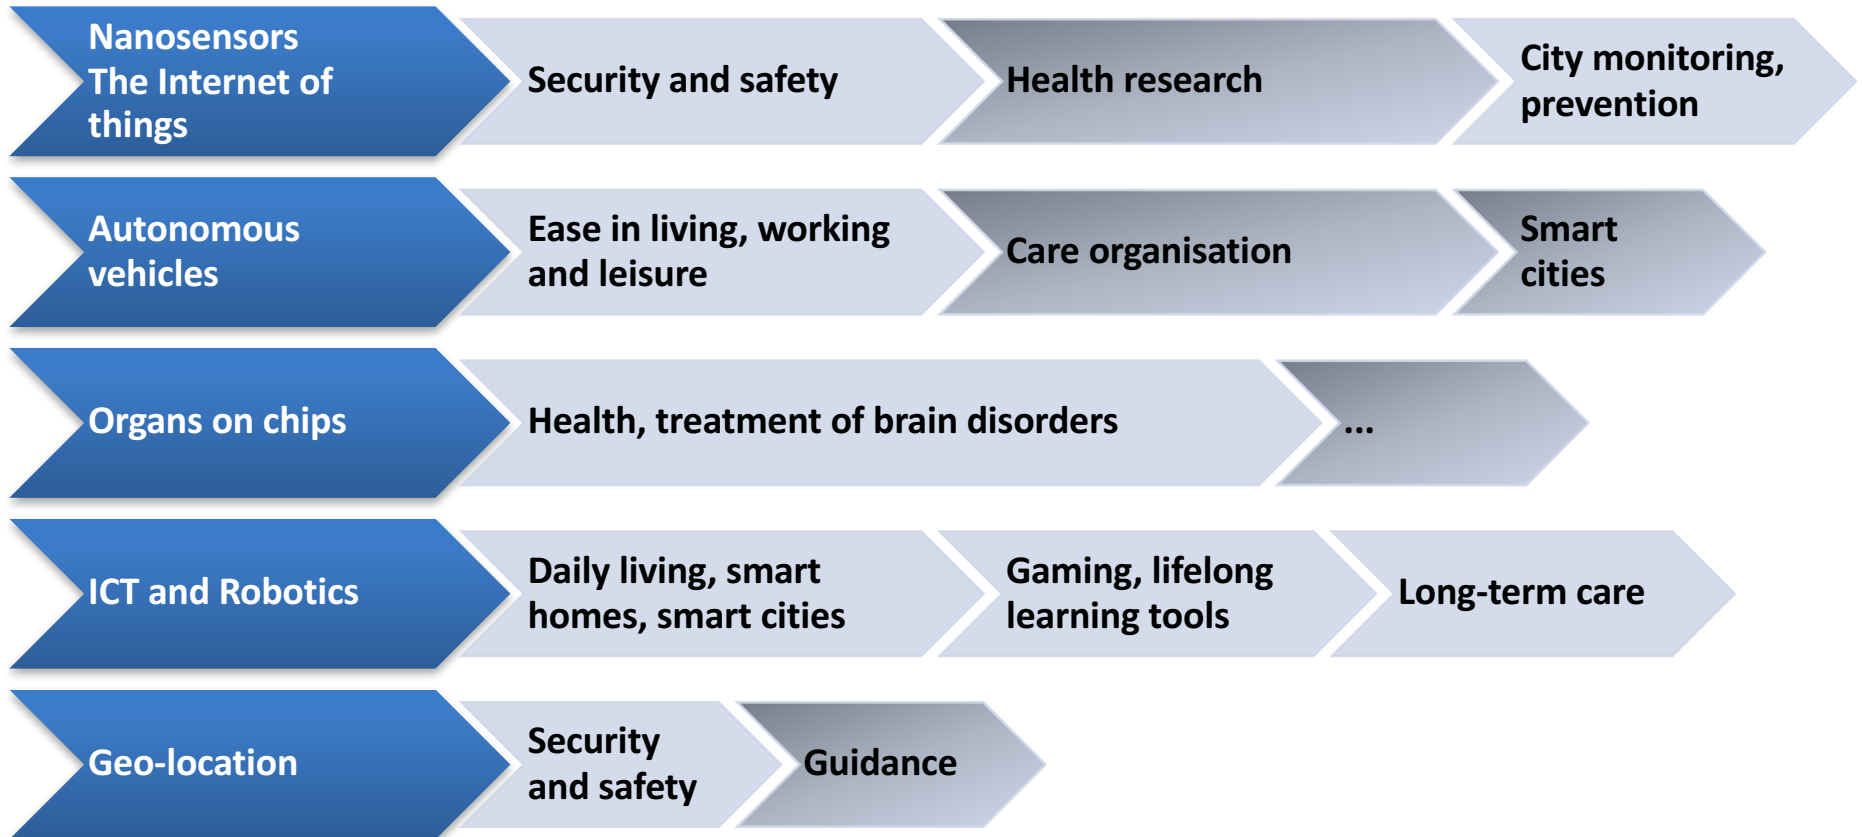 Nanosensors
The Internet of
things
Security and safety
Health research
City monitoring,
prevention
Autonomous
vehicles
Ease in living, working
and leisure
Care organisation
Smart
cities
Organs on chips
Health, treatment of brain disorders
...
ICT and Robotics
Daily living, smart
homes, smart cities
Gaming, lifelong
learning tools
Long-term care
Geo-location
Security
and safety
Guidance